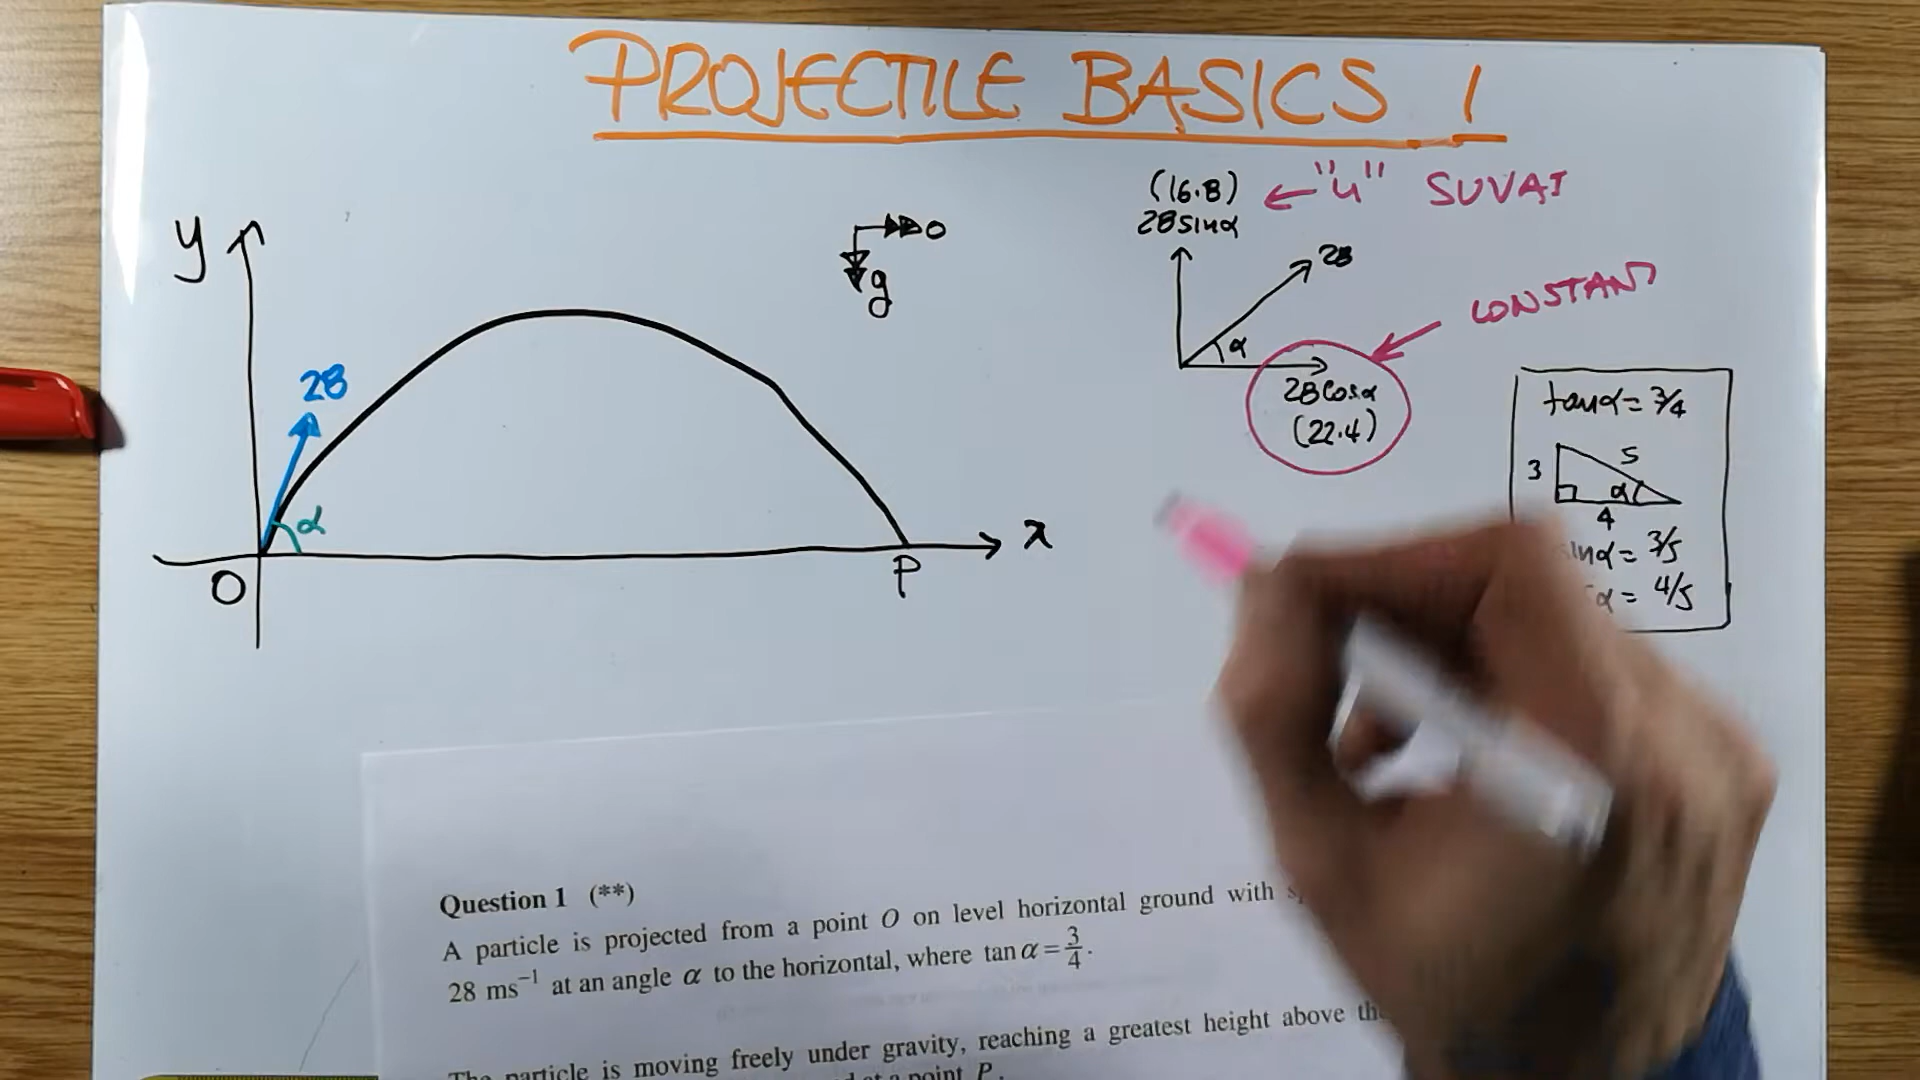 PROJECTILE BASICS 1
(16.8) ← "u" SUVAT
28sinα
y
0
g
28
CONSTANT
α
28cosα
(22.4)
28
α
O
P
x
tanα = 3/4
3
5
α
4
sinα = 3/5
α = 4/5
Question 1 (**)
A particle is projected from a point O on level horizontal ground with
28 ms⁻¹ at an angle α to the horizontal, where tan α = 3/4.
The particle is moving freely under gravity, reaching a greatest height above
at a point P.